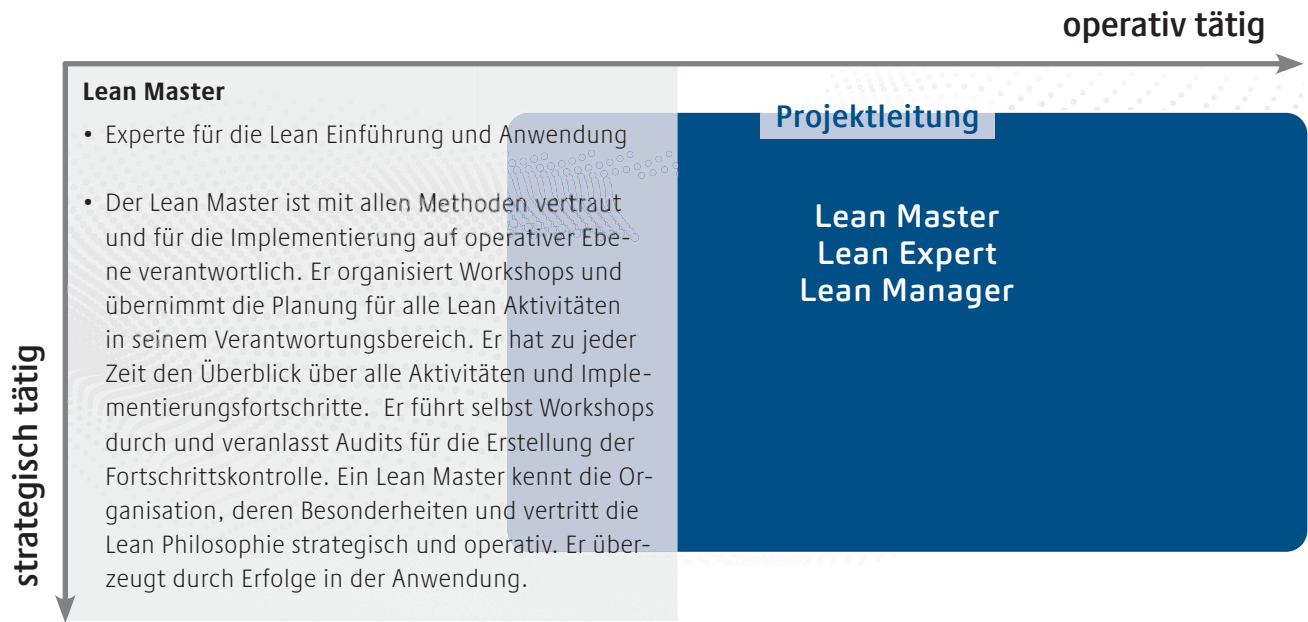 operativ tätig
strategisch tätig
Lean Master
• Experte für die Lean Einführung und Anwendung
• Der Lean Master ist mit allen Methoden vertraut
und für die Implementierung auf operativer Ebe-
ne verantwortlich. Er organisiert Workshops und
übernimmt die Planung für alle Lean Aktivitäten
in seinem Verantwortungsbereich. Er hat zu jeder
Zeit den Überblick über alle Aktivitäten und Imple-
mentierungsfortschritte.  Er führt selbst Workshops
durch und veranlasst Audits für die Erstellung der
Fortschrittskontrolle. Ein Lean Master kennt die Or-
ganisation, deren Besonderheiten und vertritt die
Lean Philosophie strategisch und operativ. Er über-
zeugt durch Erfolge in der Anwendung.
Projektleitung
Lean Master
Lean Expert
Lean Manager